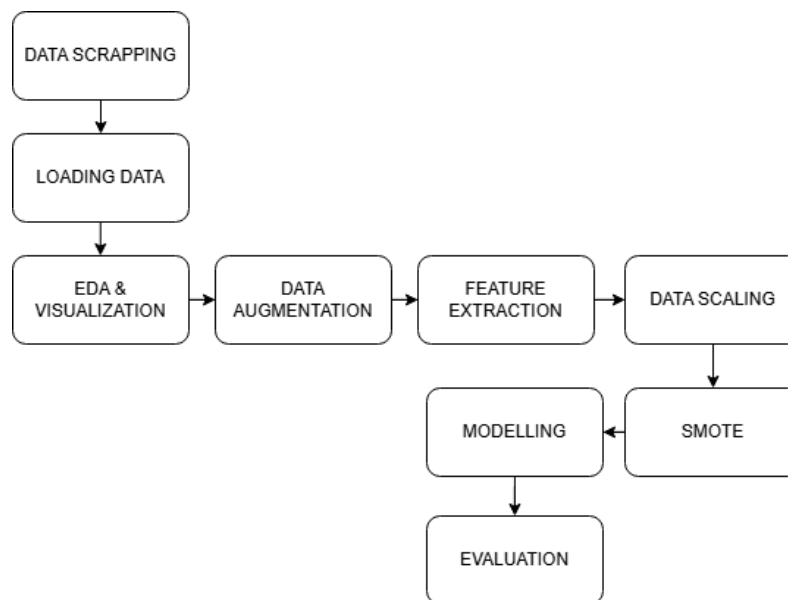 DATA SCRAPPING
LOADING DATA
EDA &
VISUALIZATION
DATA
AUGMENTATION
FEATURE
EXTRACTION
DATA SCALING
SMOTE
MODELLING
EVALUATION